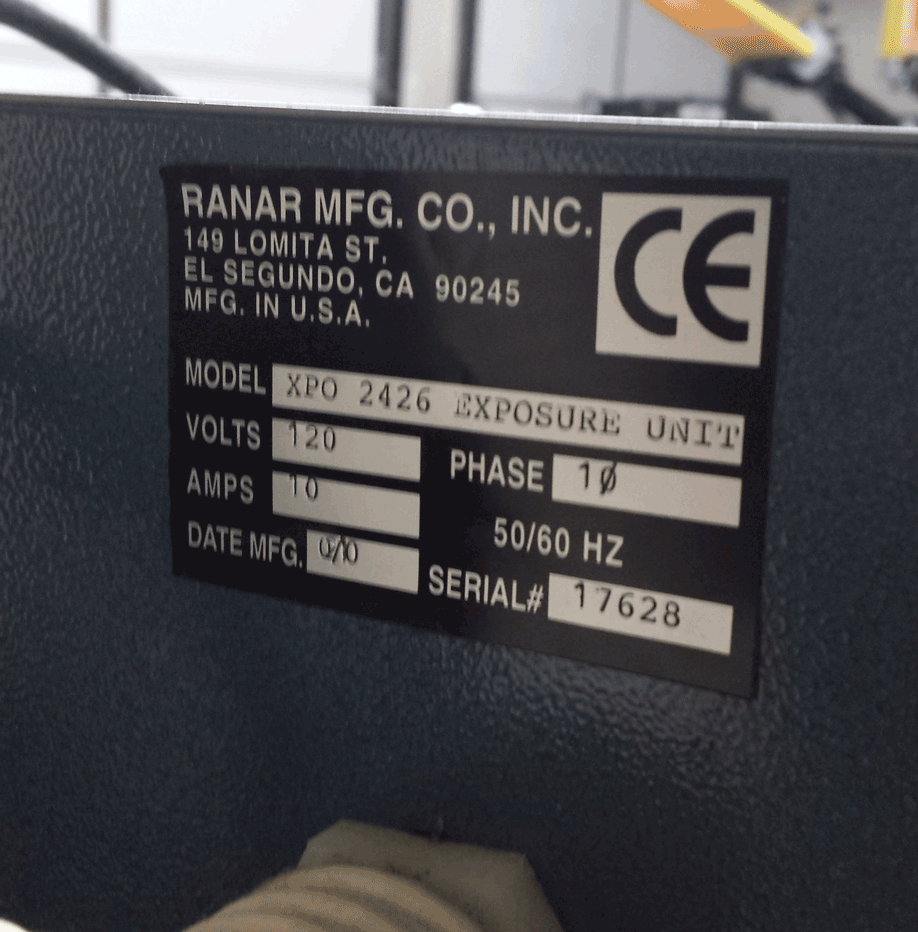 RANAR MFG. CO., INC.
149 LOMITA ST.
EL SEGUNDO, CA 90245
MFG. IN U.S.A.
CE
MODEL XPO 2426 EXPOSURE UNIT
VOLTS 120
PHASE 1Ø
AMPS 10
50/60 HZ
DATE MFG.
SERIAL# 17628